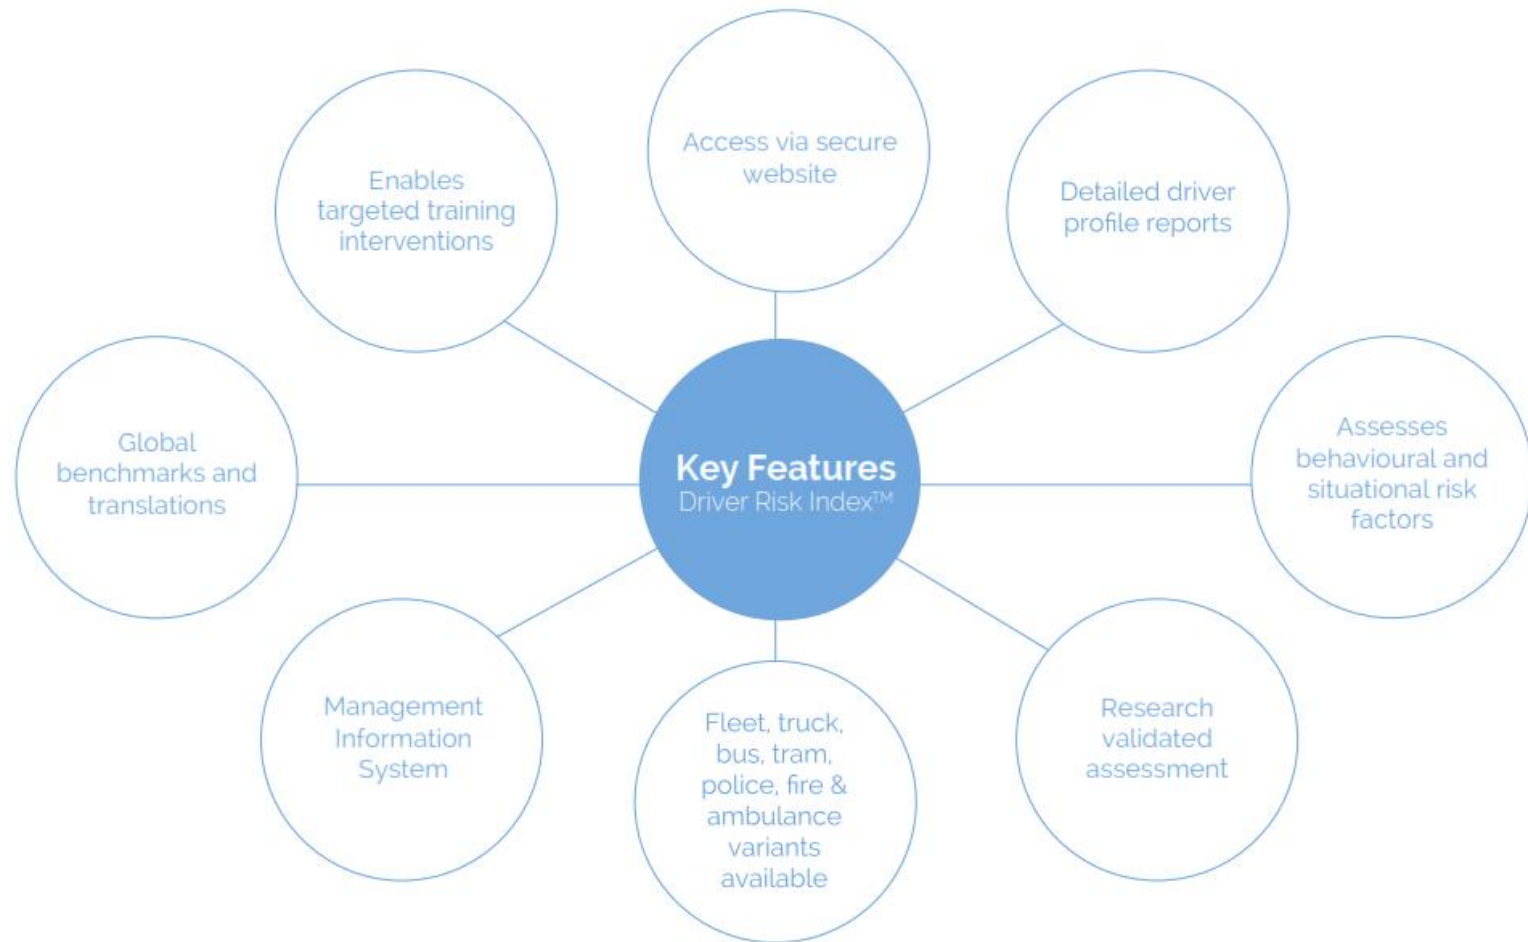 Access via secure
website
Enables
targeted training
interventions
Detailed driver
profile reports
Global
benchmarks and
translations
Key Features
Driver Risk Index™
Assesses
behavioural and
situational risk
factors
Management
Information
System
Fleet, truck,
bus, tram,
police, fire &
ambulance
variants
available
Research
validated
assessment